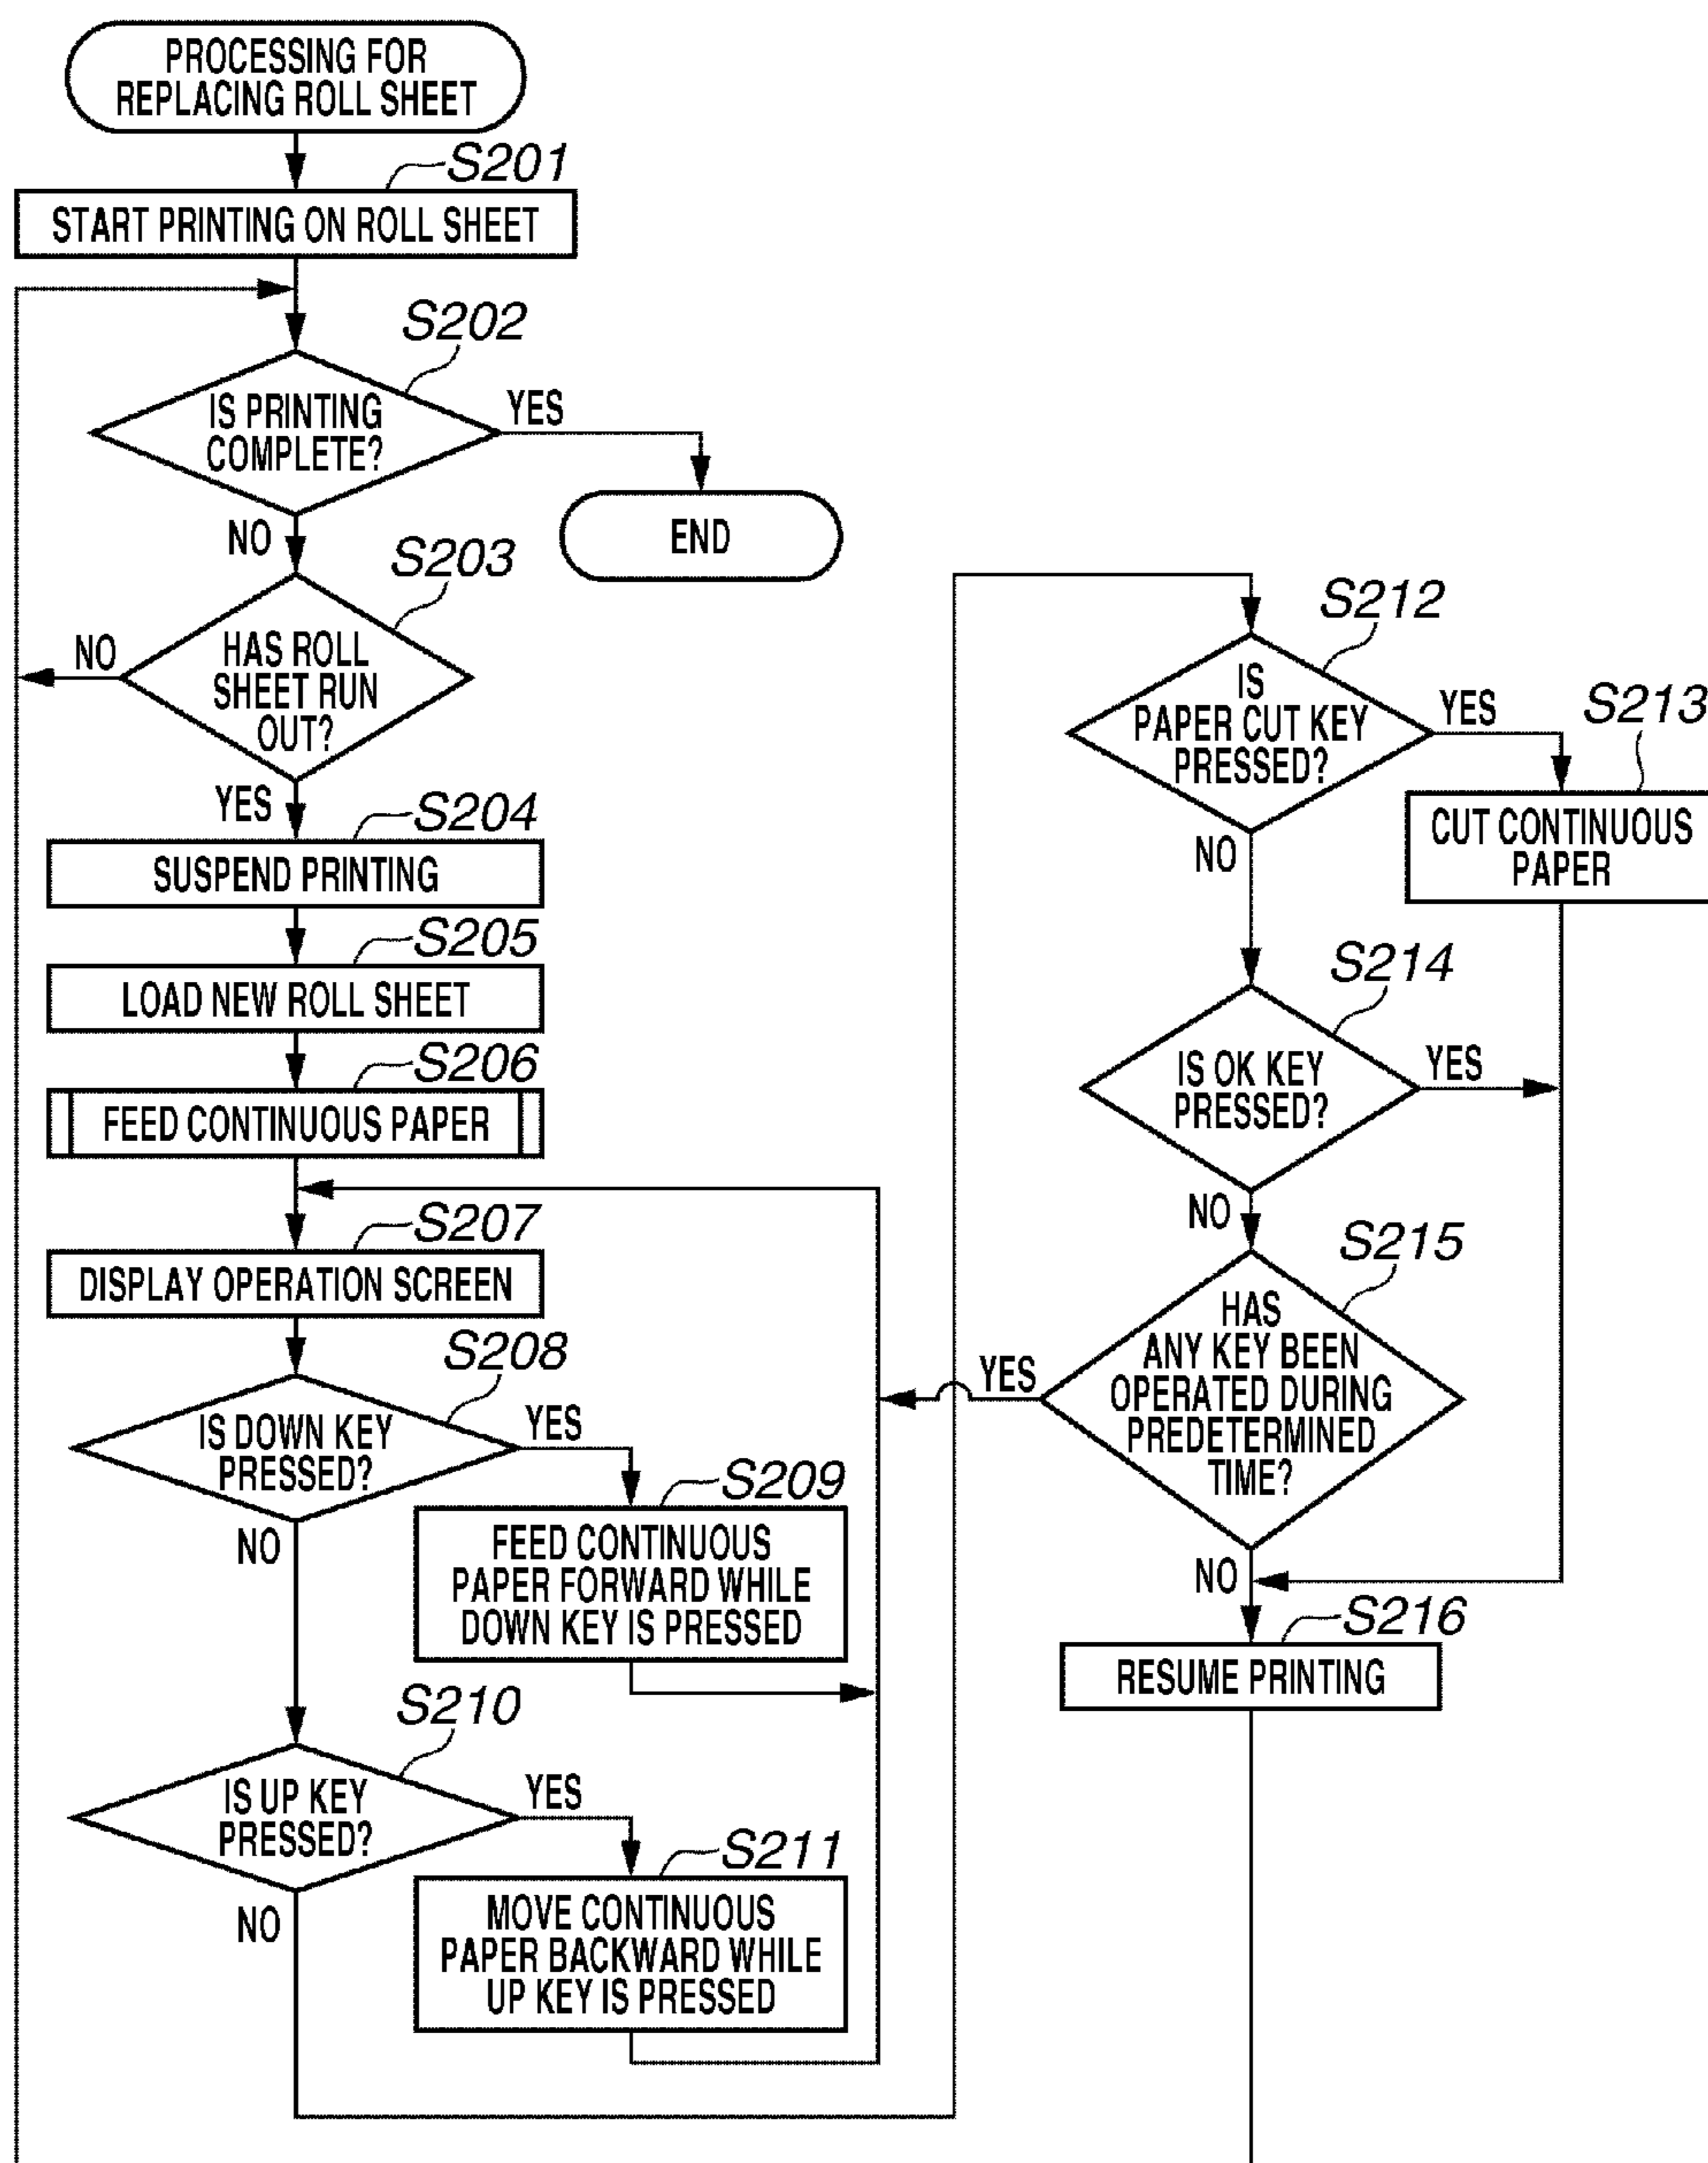 PROCESSING FOR
REPLACING ROLL SHEET
S201
START PRINTING ON ROLL SHEET
S202
IS PRINTING
COMPLETE?
YES
NO
END
S203
HAS ROLL
SHEET RUN
OUT?
NO
YES
S204
SUSPEND PRINTING
S205
LOAD NEW ROLL SHEET
S206
FEED CONTINUOUS PAPER
S207
DISPLAY OPERATION SCREEN
S208
IS DOWN KEY
PRESSED?
YES
NO
S209
FEED CONTINUOUS
PAPER FORWARD WHILE
DOWN KEY IS PRESSED
S210
IS UP KEY
PRESSED?
YES
NO
S211
MOVE CONTINUOUS
PAPER BACKWARD WHILE
UP KEY IS PRESSED
S212
IS
PAPER CUT KEY
PRESSED?
YES
NO
S213
CUT CONTINUOUS
PAPER
S214
IS OK KEY
PRESSED?
YES
NO
S215
HAS
ANY KEY BEEN
OPERATED DURING
PREDETERMINED
TIME?
YES
NO
S216
RESUME PRINTING